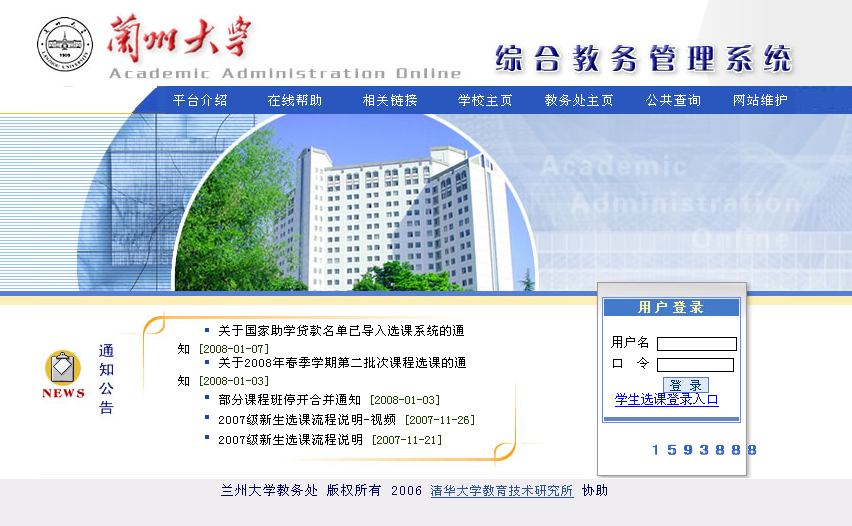 兰州大学
LANZHOU UNIVERSITY
1909
蘭州大学
Academic Administration Online
综合教务管理系统
平台介绍 在线帮助 相关链接 学校主页 教务处主页 公共查询 网站维护
Academic
Administration
Online
用户登录
用户名
口 令
登 录
学生选课登录入口
1593888
NEWS
通知公告
关于国家助学贷款名单已导入选课系统的通
知 [2008-01-07]
关于2008年春季学期第二批次课程选课的通
知 [2008-01-03]
部分课程班停开合并通知 [2008-01-03]
2007级新生选课流程说明-视频 [2007-11-26]
2007级新生选课流程说明 [2007-11-21]
兰州大学教务处 版权所有 2006 清华大学教育技术研究所 协助